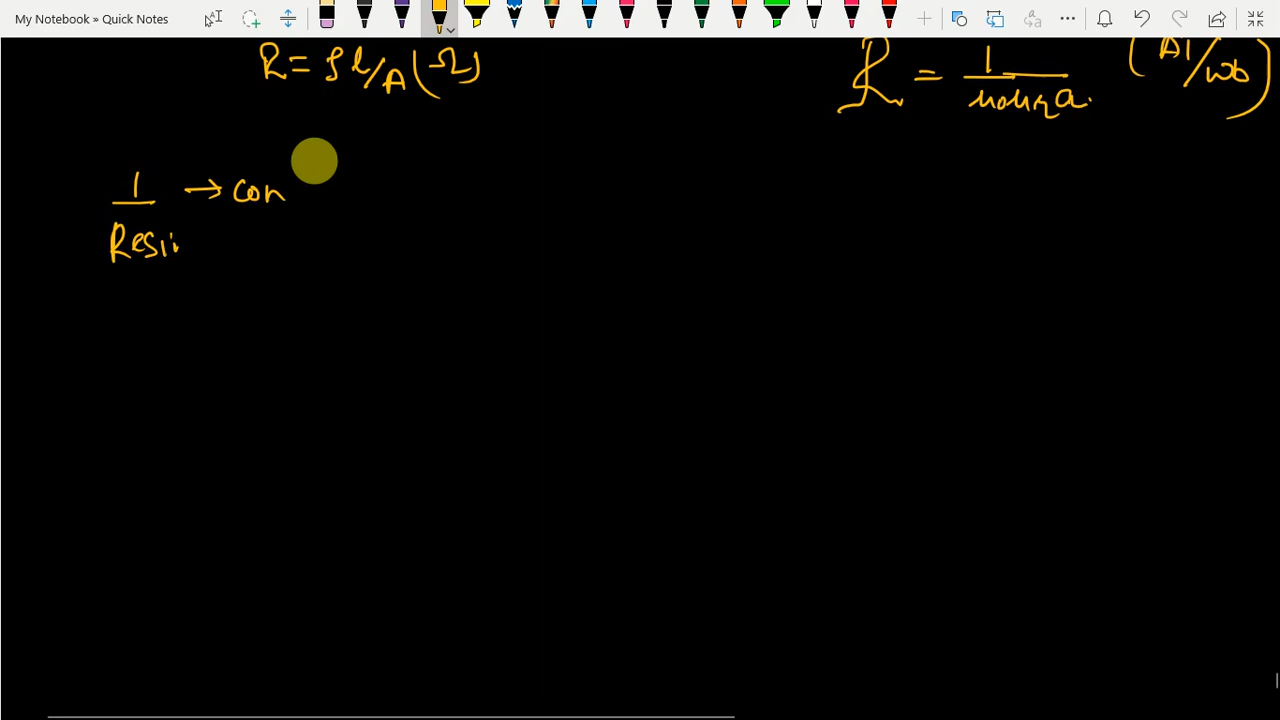 My Notebook » Quick Notes
R = ρl/A (Ω)
R = 1/μ₀μᵣa (AT/wb)
1 → con
Resi